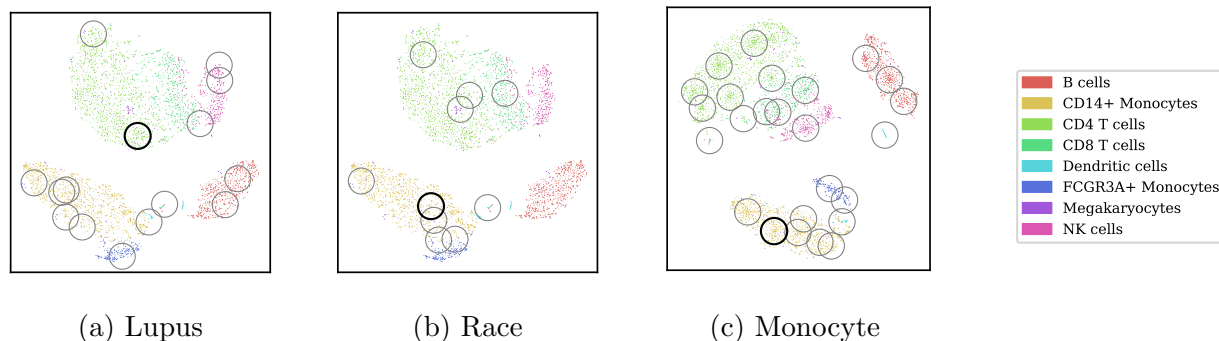 B cells
CD14+ Monocytes
CD4 T cells
CD8 T cells
Dendritic cells
FCGR3A+ Monocytes
Megakaryocytes
NK cells
(a) Lupus
(b) Race
(c) Monocyte